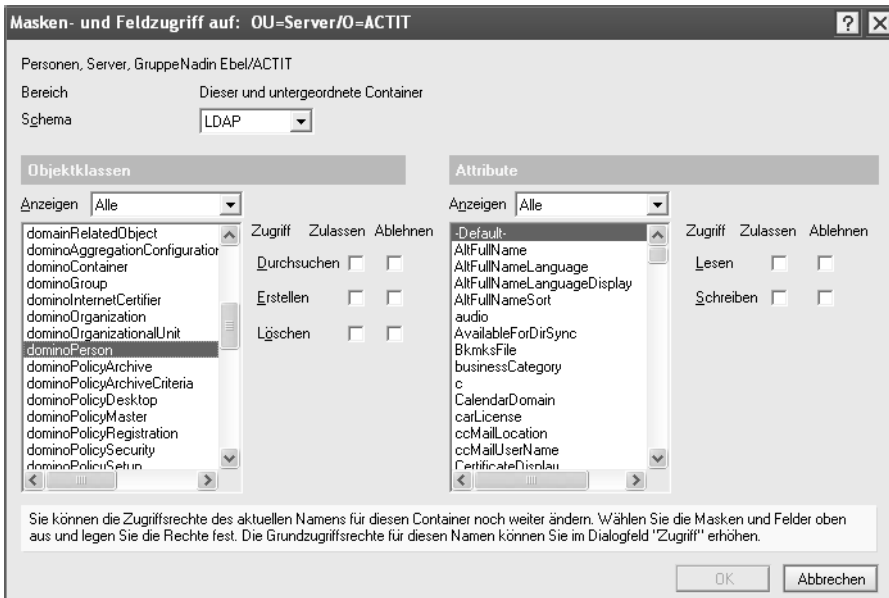 Masken- und Feldzugriff auf: OU=Server/O=ACTIT
Personen, Server, GruppeNadin Ebel/ACTIT
Bereich Dieser und untergeordnete Container
Schema LDAP
Objektklassen
Anzeigen Alle
domainRelatedObject
dominoAggregationConfiguration
dominoContainer
dominoGroup
dominoInternetCertifier
dominoOrganization
dominoOrganizationalUnit
dominoPerson
dominoPolicyArchive
dominoPolicyArchiveCriteria
dominoPolicyDesktop
dominoPolicyMaster
dominoPolicyRegistration
dominoPolicySecurity
dominoPolicySetup
Zugriff Zulassen Ablehnen
Durchsuchen
Erstellen
Löschen
Attribute
Anzeigen Alle
-Default-
AltFullName
AltFullNameLanguage
AltFullNameLanguageDisplay
AltFullNameSort
audio
AvailableForDirSync
BkmksFile
businessCategory
c
CalendarDomain
carLicense
ccMailLocation
ccMailUserName
CertificateDisplay
Zugriff Zulassen Ablehnen
Lesen
Schreiben
Sie können die Zugriffsrechte des aktuellen Namens für diesen Container noch weiter ändern. Wählen Sie die Masken und Felder oben
aus und legen Sie die Rechte fest. Die Grundzugriffsrechte für diesen Namen können Sie im Dialogfeld "Zugriff" erhöhen.
OK Abbrechen